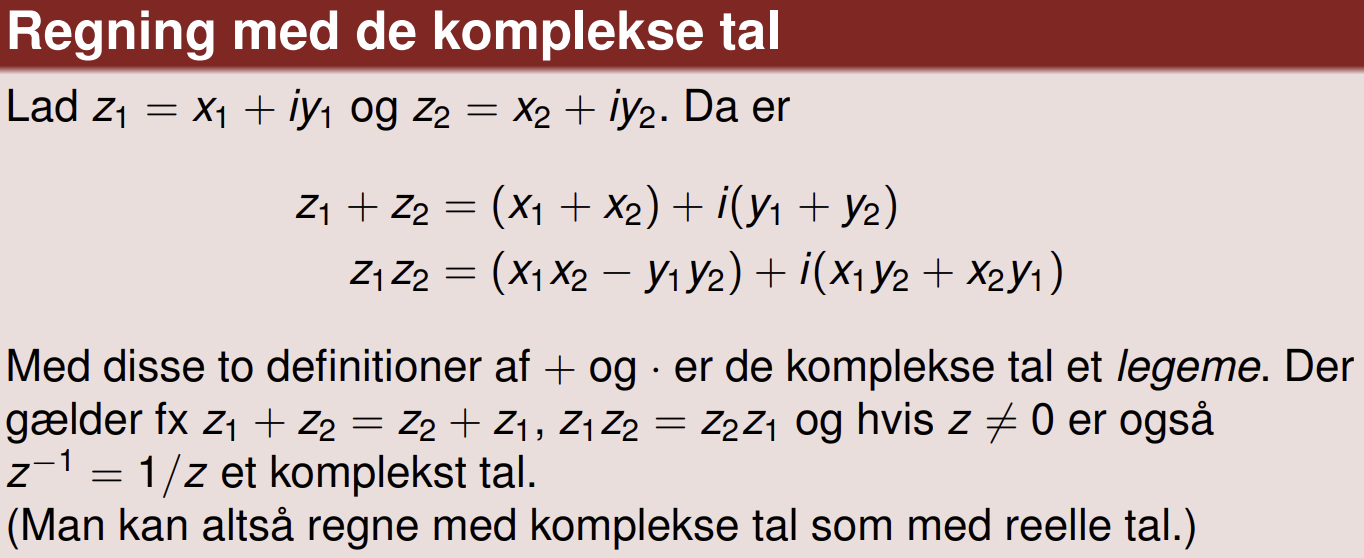 Regning med de komplekse tal
Lad z₁ = x₁ + iy₁ og z₂ = x₂ + iy₂. Da er
z₁ + z₂ = (x₁ + x₂) + i(y₁ + y₂)
z₁z₂ = (x₁x₂ − y₁y₂) + i(x₁y₂ + x₂y₁)
Med disse to definitioner af + og · er de komplekse tal et legeme. Der
gælder fx z₁ + z₂ = z₂ + z₁, z₁z₂ = z₂z₁ og hvis z ≠ 0 er også
z⁻¹ = 1/z et komplekst tal.
(Man kan altså regne med komplekse tal som med reelle tal.)